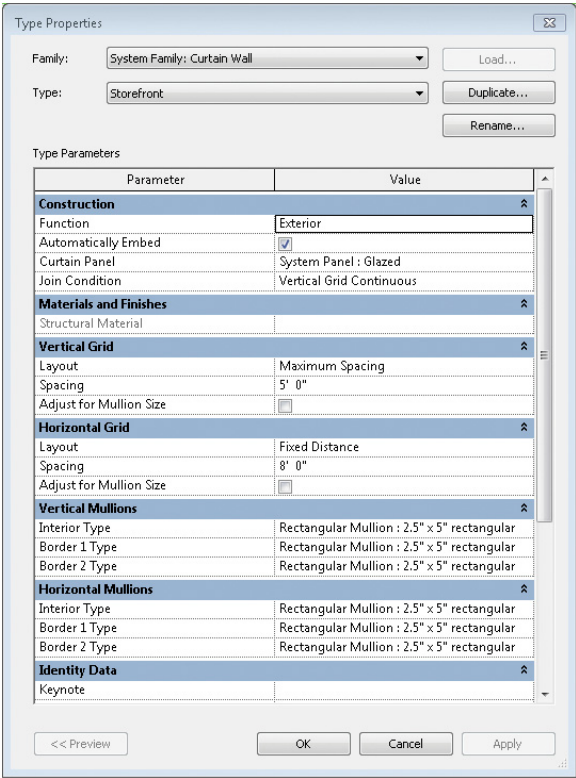 Type Properties
Family: System Family: Curtain Wall Load...
Type: Storefront Duplicate...
Rename...
Type Parameters
Parameter Value
Construction
Function Exterior
Automatically Embed
Curtain Panel System Panel : Glazed
Join Condition Vertical Grid Continuous
Materials and Finishes
Structural Material
Vertical Grid
Layout Maximum Spacing
Spacing 5' 0"
Adjust for Mullion Size
Horizontal Grid
Layout Fixed Distance
Spacing 8' 0"
Adjust for Mullion Size
Vertical Mullions
Interior Type Rectangular Mullion : 2.5" x 5" rectangular
Border 1 Type Rectangular Mullion : 2.5" x 5" rectangular
Border 2 Type Rectangular Mullion : 2.5" x 5" rectangular
Horizontal Mullions
Interior Type Rectangular Mullion : 2.5" x 5" rectangular
Border 1 Type Rectangular Mullion : 2.5" x 5" rectangular
Border 2 Type Rectangular Mullion : 2.5" x 5" rectangular
Identity Data
Keynote
<< Preview OK Cancel Apply